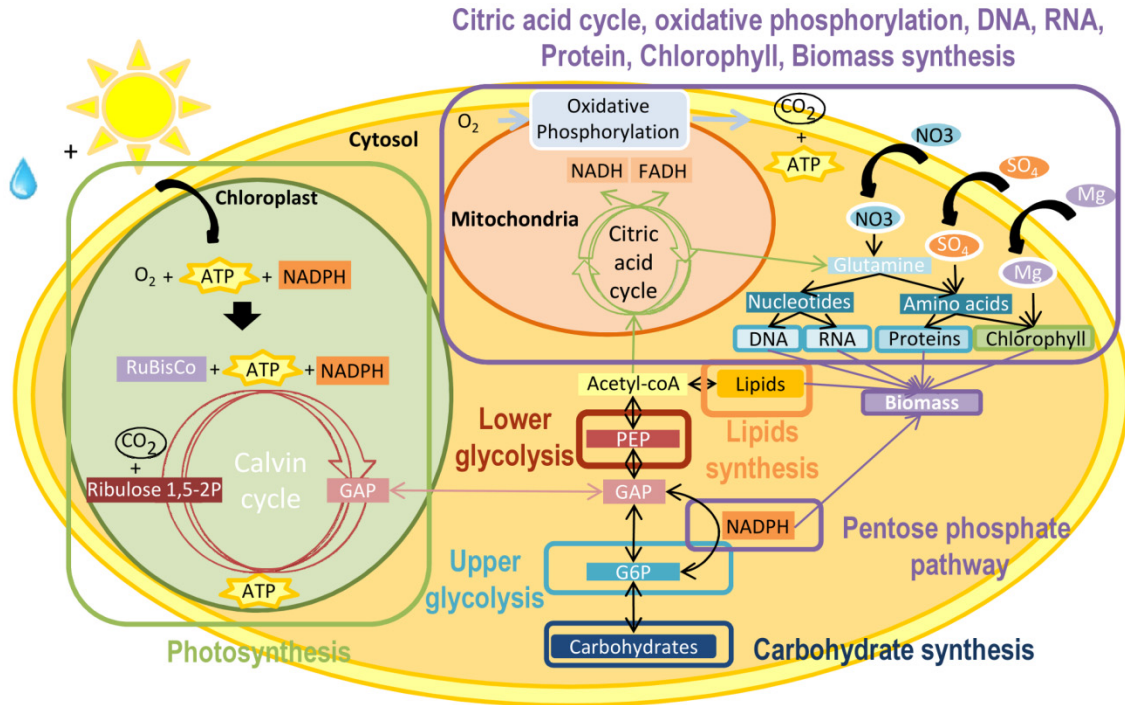 Citric acid cycle, oxidative phosphorylation, DNA, RNA,
Protein, Chlorophyll, Biomass synthesis
+
Cytosol
O₂
Oxidative
Phosphorylation
CO₂
+
ATP
NO3
SO₄
Mg
Chloroplast
NADH
FADH
Mitochondria
Citric
acid
cycle
NO3
SO₄
Mg
Glutamine
O₂ + ATP + NADPH
Nucleotides
Amino acids
DNA
RNA
Proteins
Chlorophyll
RuBisCo + ATP + NADPH
Acetyl-coA
Lipids
Biomass
Lower
glycolysis
PEP
Lipids
synthesis
CO₂
+
Ribulose 1,5-2P
Calvin
cycle
GAP
GAP
NADPH
Pentose phosphate
pathway
Upper
glycolysis
G6P
ATP
Carbohydrates
Carbohydrate synthesis
Photosynthesis